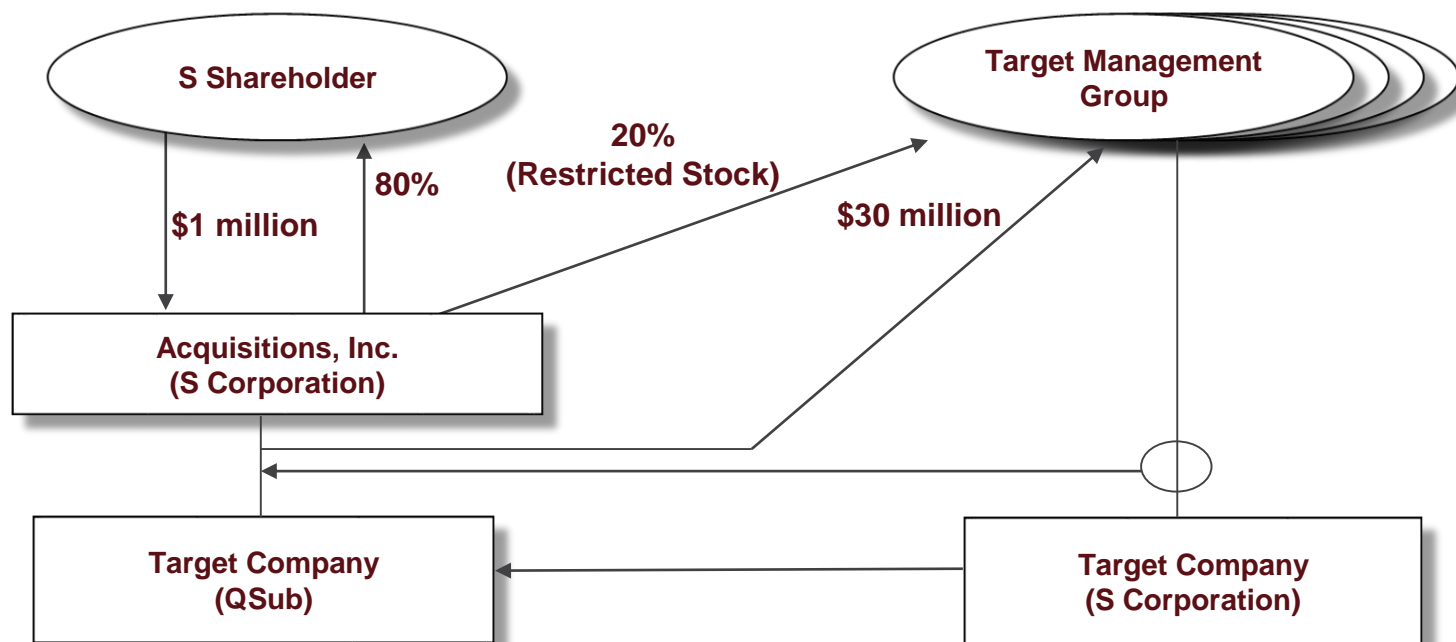 S Shareholder
Target Management
Group
20%
(Restricted Stock)
80%
$1 million
$30 million
Acquisitions, Inc.
(S Corporation)
Target Company
(QSub)
Target Company
(S Corporation)